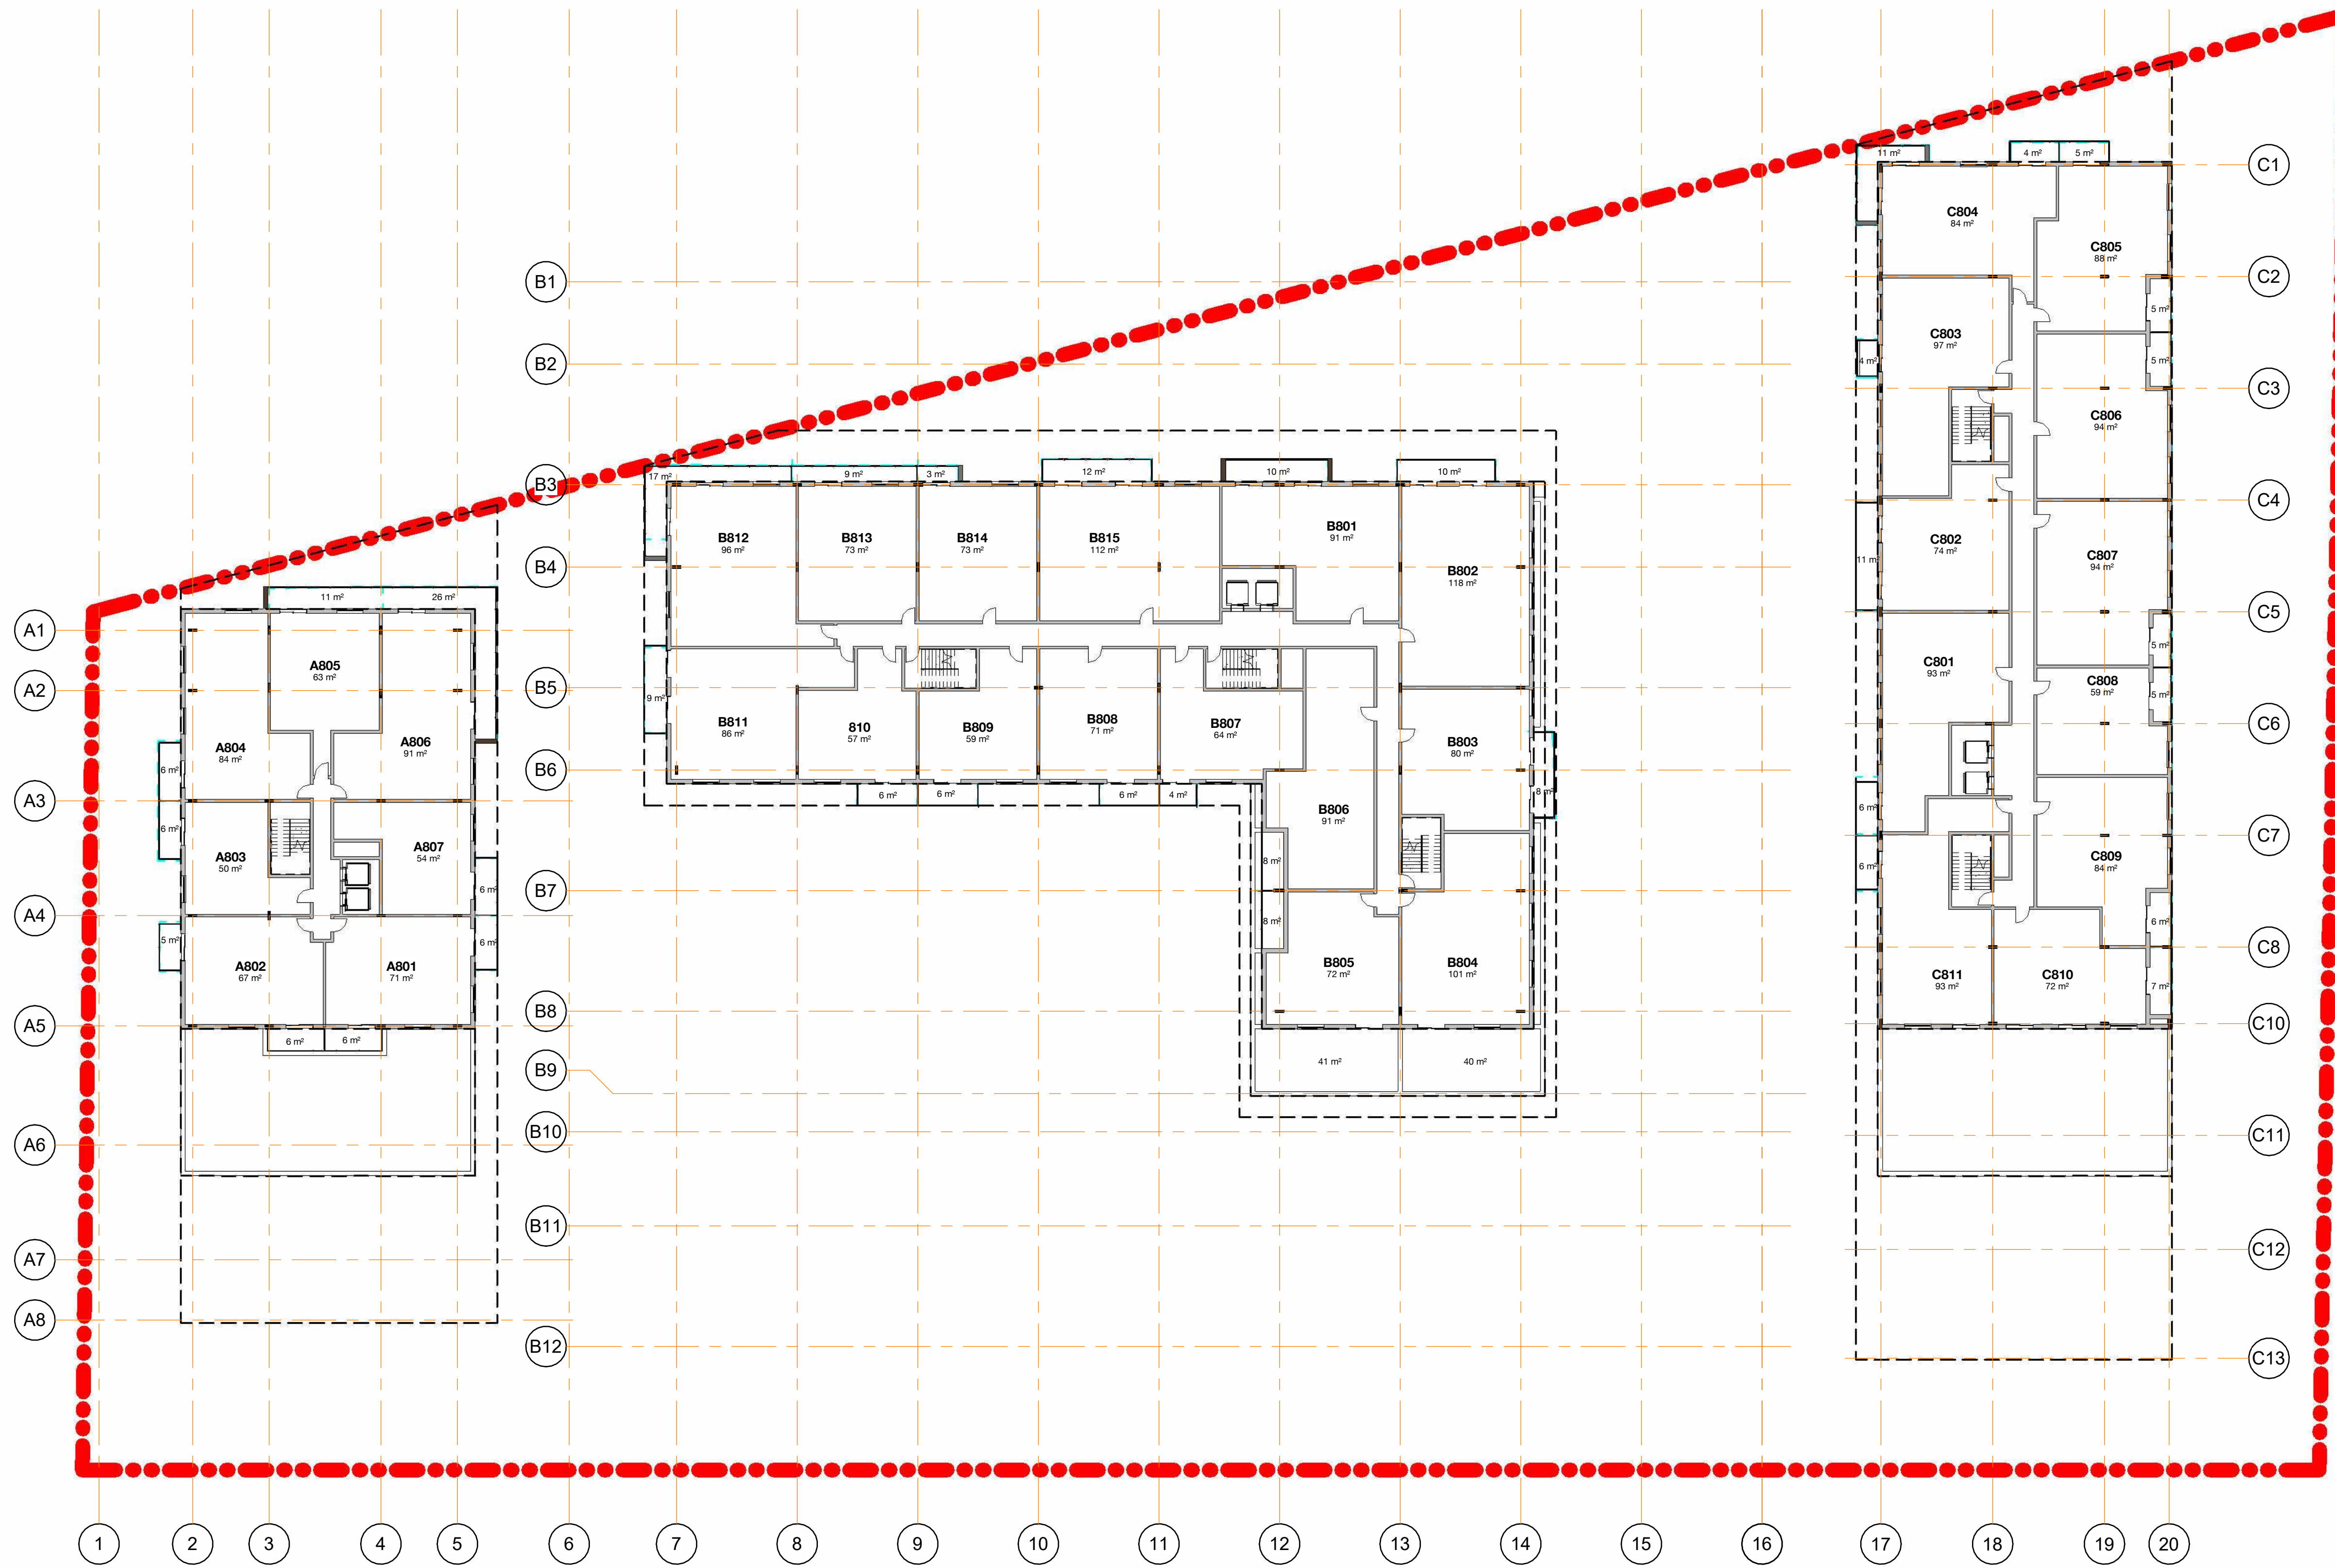 11 m²
4 m²
5 m²
C1
C804
84 m²
C805
88 m²
B1
C2
5 m²
C803
97 m²
B2
4 m²
5 m²
C3
C806
94 m²
17 m²
9 m²
3 m²
12 m²
10 m²
10 m²
B3
C4
B812
96 m²
B813
73 m²
B814
73 m²
B815
112 m²
B801
91 m²
B802
118 m²
B4
11 m
C802
74 m²
C807
94 m²
11 m²
26 m²
C5
A1
A805
63 m²
5 m²
C801
93 m²
C808
59 m²
A2
B5
9 m²
5 m²
B811
86 m²
810
57 m²
B809
59 m²
B808
71 m²
B807
64 m²
B803
80 m²
C6
A804
84 m²
A806
91 m²
6 m²
B6
A3
6 m²
6 m²
6 m²
4 m²
8 m²
B806
91 m²
6 m²
6 m²
A803
50 m²
A807
54 m²
C7
C809
84 m²
8 m²
6 m²
6 m²
B7
A4
8 m²
6 m²
5 m²
6 m²
C8
A802
67 m²
A801
71 m²
B805
72 m²
B804
101 m²
C811
93 m²
C810
72 m²
7 m²
A5
B8
C10
6 m²
6 m²
B9
41 m²
40 m²
A6
B10
C11
B11
A7
C12
A8
B12
C13
1
2
3
4
5
6
7
8
9
10
11
12
13
14
15
16
17
18
19
20